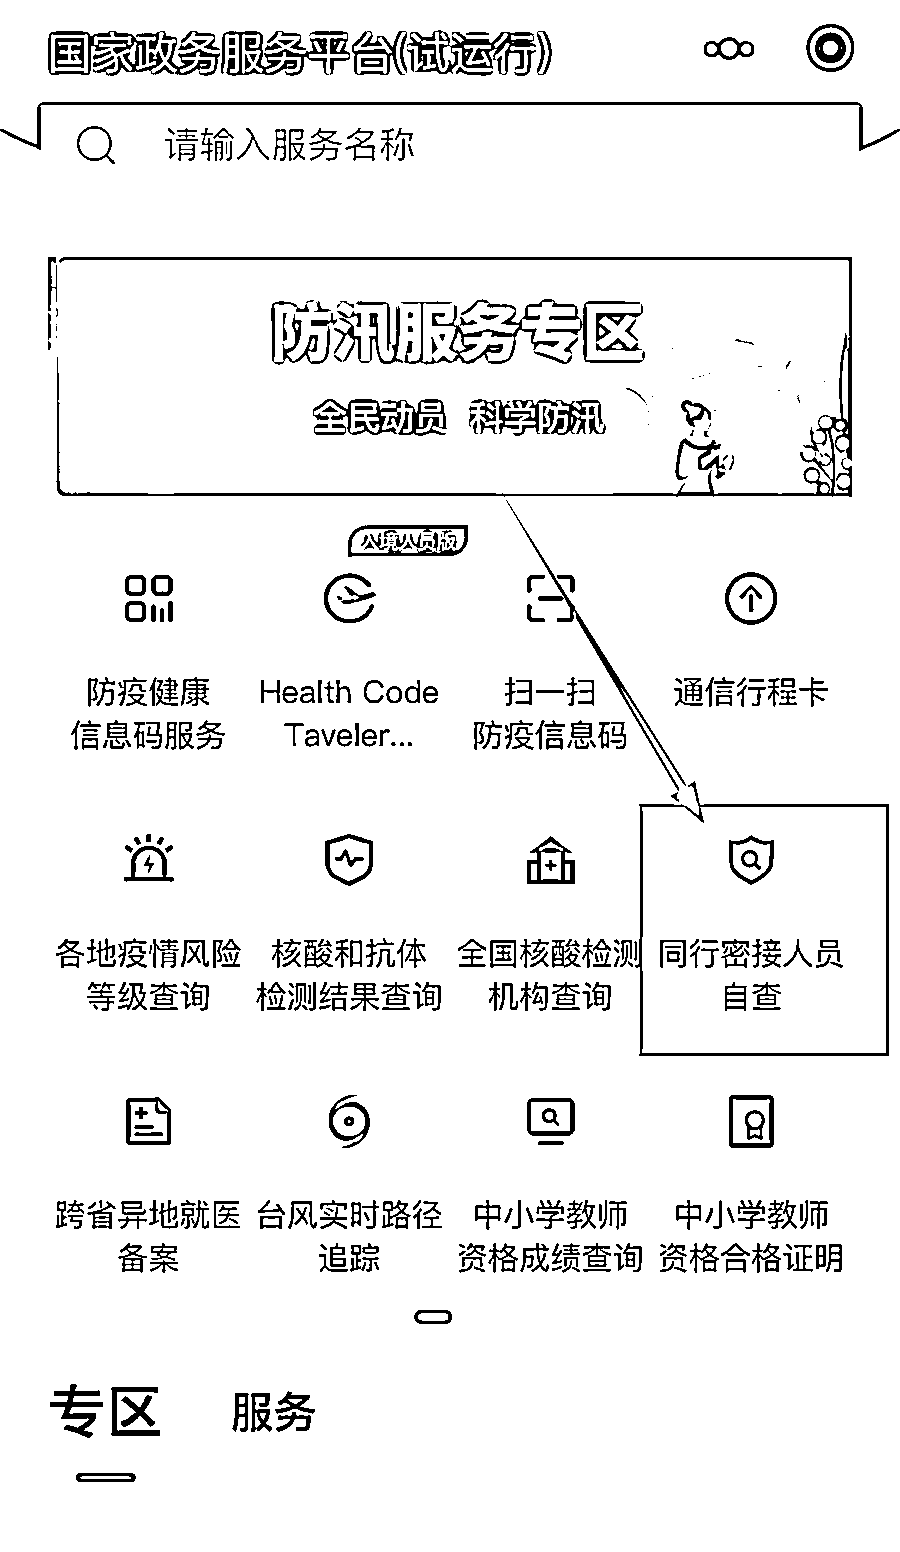 国家政务服务平台(试运行)
请输入服务名称
防汛服务专区
全民动员 科学防汛
入境人员版
防疫健康
信息码服务
Health Code
Taveler...
扫一扫
防疫信息码
通信行程卡
各地疫情风险
等级查询
核酸和抗体
检测结果查询
全国核酸检测
机构查询
同行密接人员
自查
跨省异地就医
备案
台风实时路径
追踪
中小学教师
资格成绩查询
中小学教师
资格合格证明
专区 服务